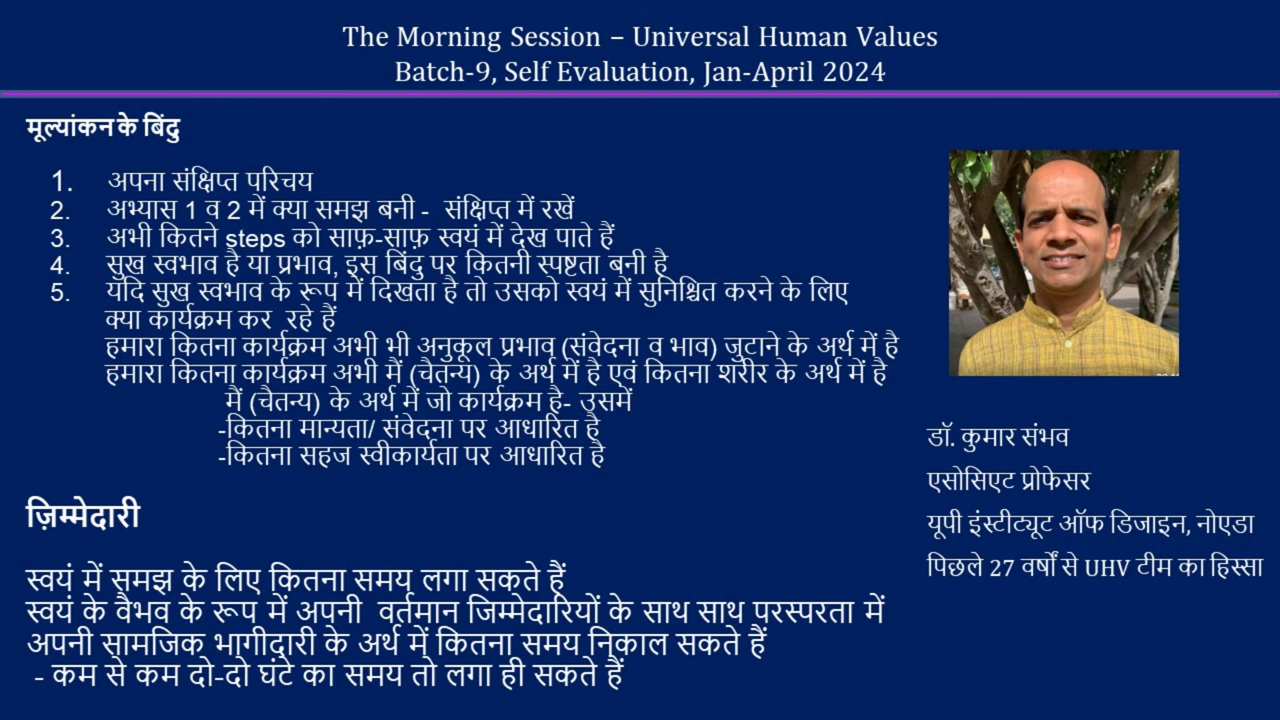 The Morning Session – Universal Human Values
Batch-9, Self Evaluation, Jan-April 2024
मूल्यांकन के बिंदु
1. अपना संक्षिप्त परिचय
2. अभ्यास 1 व 2 में क्या समझ बनी - संक्षिप्त में रखें
3. अभी कितने steps को साफ़-साफ़ स्वयं में देख पाते हैं
4. सुख स्वभाव है या प्रभाव, इस बिंदु पर कितनी स्पष्टता बनी है
5. यदि सुख स्वभाव के रूप में दिखता है तो उसको स्वयं में सुनिश्चित करने के लिए
क्या कार्यक्रम कर रहे हैं
हमारा कितना कार्यक्रम अभी भी अनुकूल प्रभाव (संवेदना व भाव) जुटाने के अर्थ में है
हमारा कितना कार्यक्रम अभी मैं (चैतन्य) के अर्थ में है एवं कितना शरीर के अर्थ में है
मैं (चैतन्य) के अर्थ में जो कार्यक्रम है- उसमें
-कितना मान्यता/ संवेदना पर आधारित है
-कितना सहज स्वीकार्यता पर आधारित है
ज़िम्मेदारी
स्वयं में समझ के लिए कितना समय लगा सकते हैं
स्वयं के वैभव के रूप में अपनी वर्तमान जिम्मेदारियों के साथ साथ परस्परता में
अपनी सामजिक भागीदारी के अर्थ में कितना समय निकाल सकते हैं
- कम से कम दो-दो घंटे का समय तो लगा ही सकते हैं
डॉ. कुमार संभव
एसोसिएट प्रोफेसर
यूपी इंस्टीट्यूट ऑफ डिजाइन, नोएडा
पिछले 27 वर्षों से UHV टीम का हिस्सा